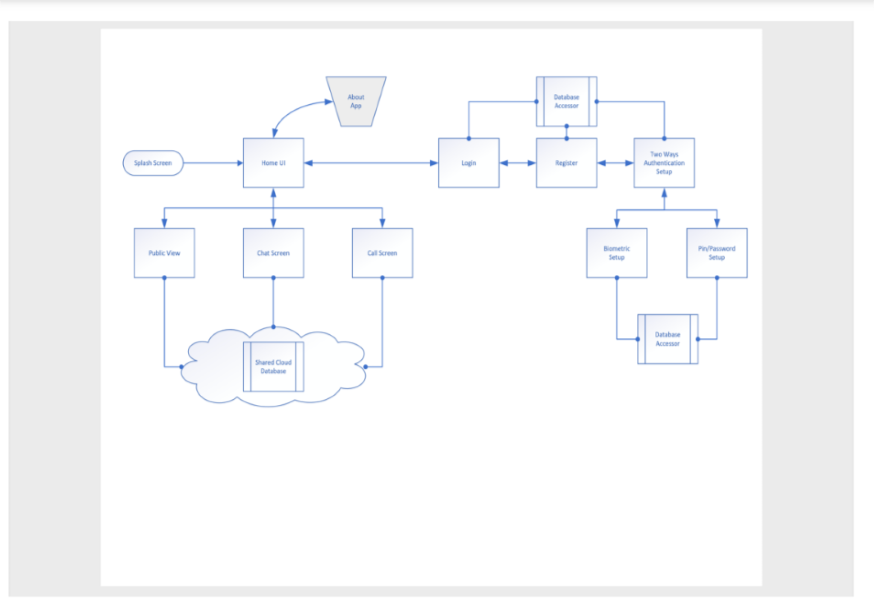 About
App
Database
Accessor
Splash Screen
Home UI
Login
Register
Two Ways
Authentication
Setup
Public View
Chat Screen
Call Screen
Biometric
Setup
Pin/Password
Setup
Shared Cloud
Database
Database
Accessor